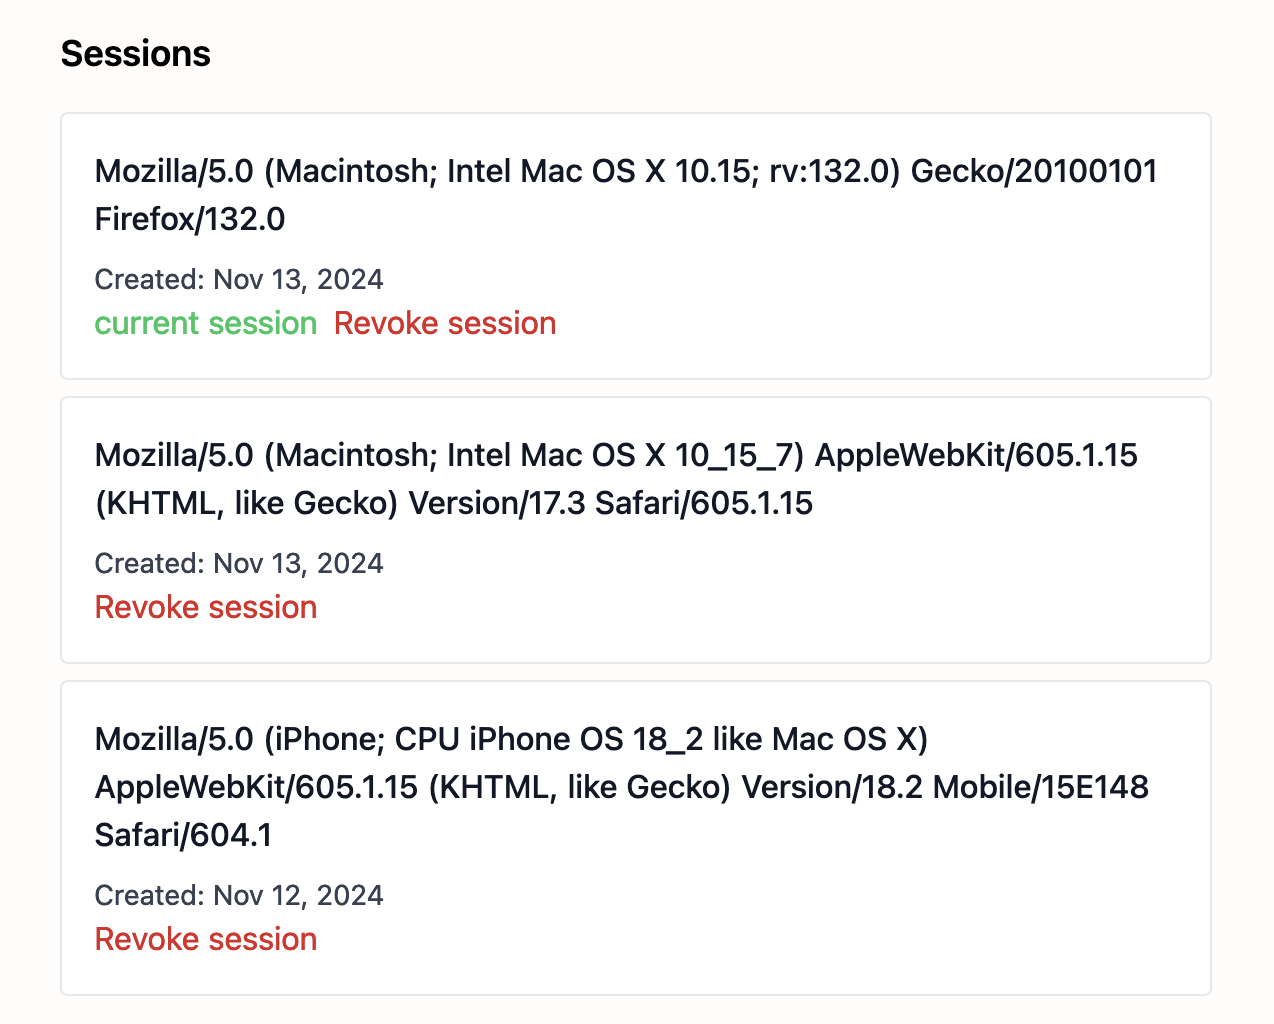 Sessions
Mozilla/5.0 (Macintosh; Intel Mac OS X 10.15; rv:132.0) Gecko/20100101
Firefox/132.0
Created: Nov 13, 2024
current session Revoke session
Mozilla/5.0 (Macintosh; Intel Mac OS X 10_15_7) AppleWebKit/605.1.15
(KHTML, like Gecko) Version/17.3 Safari/605.1.15
Created: Nov 13, 2024
Revoke session
Mozilla/5.0 (iPhone; CPU iPhone OS 18_2 like Mac OS X)
AppleWebKit/605.1.15 (KHTML, like Gecko) Version/18.2 Mobile/15E148
Safari/604.1
Created: Nov 12, 2024
Revoke session